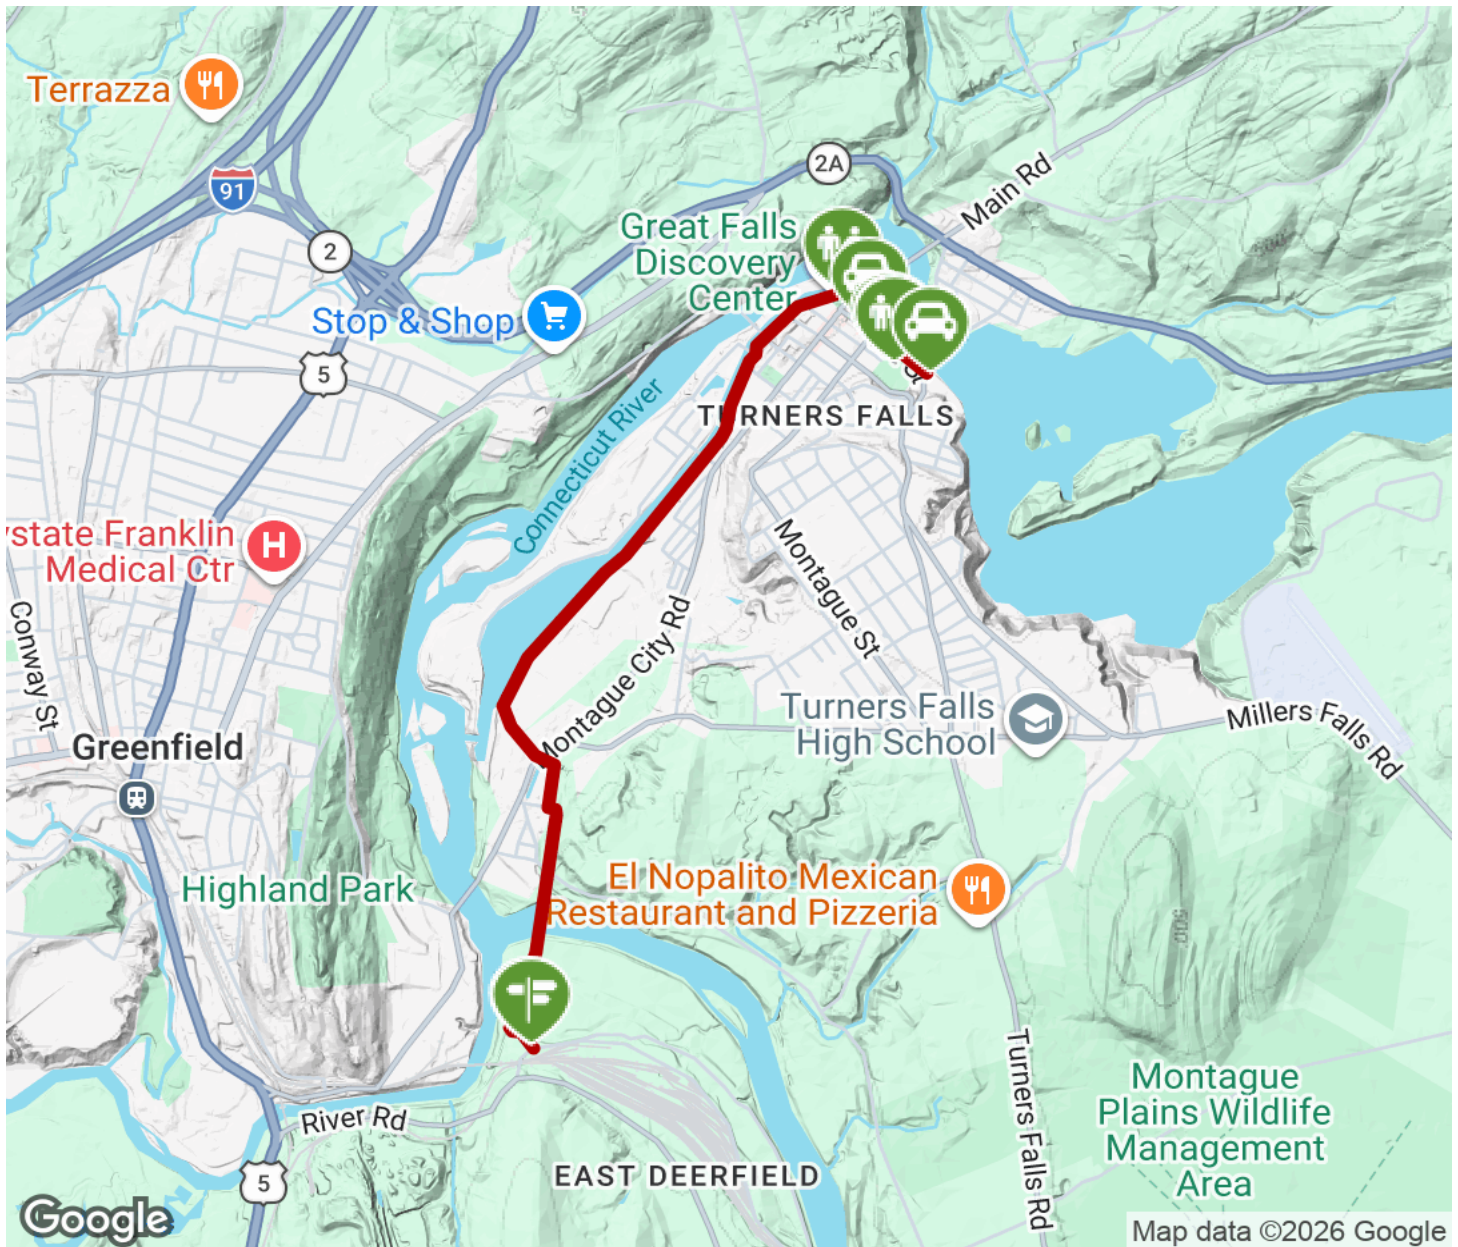 Terrazza
91
2
2A
Main Rd
Great Falls
Discovery
Center
Stop & Shop
5
St
TURNERS FALLS
Connecticut River
ystate Franklin
Medical Ctr
H
Conway St
Montague St
Montague City Rd
Turners Falls
High School
Millers Falls Rd
Greenfield
Highland Park
El Nopalito Mexican
Restaurant and Pizzeria
500'
Turners Falls Rd
River Rd
Montague
Plains Wildlife
Management
Area
EAST DEERFIELD
5
Google
Map data ©2026 Google